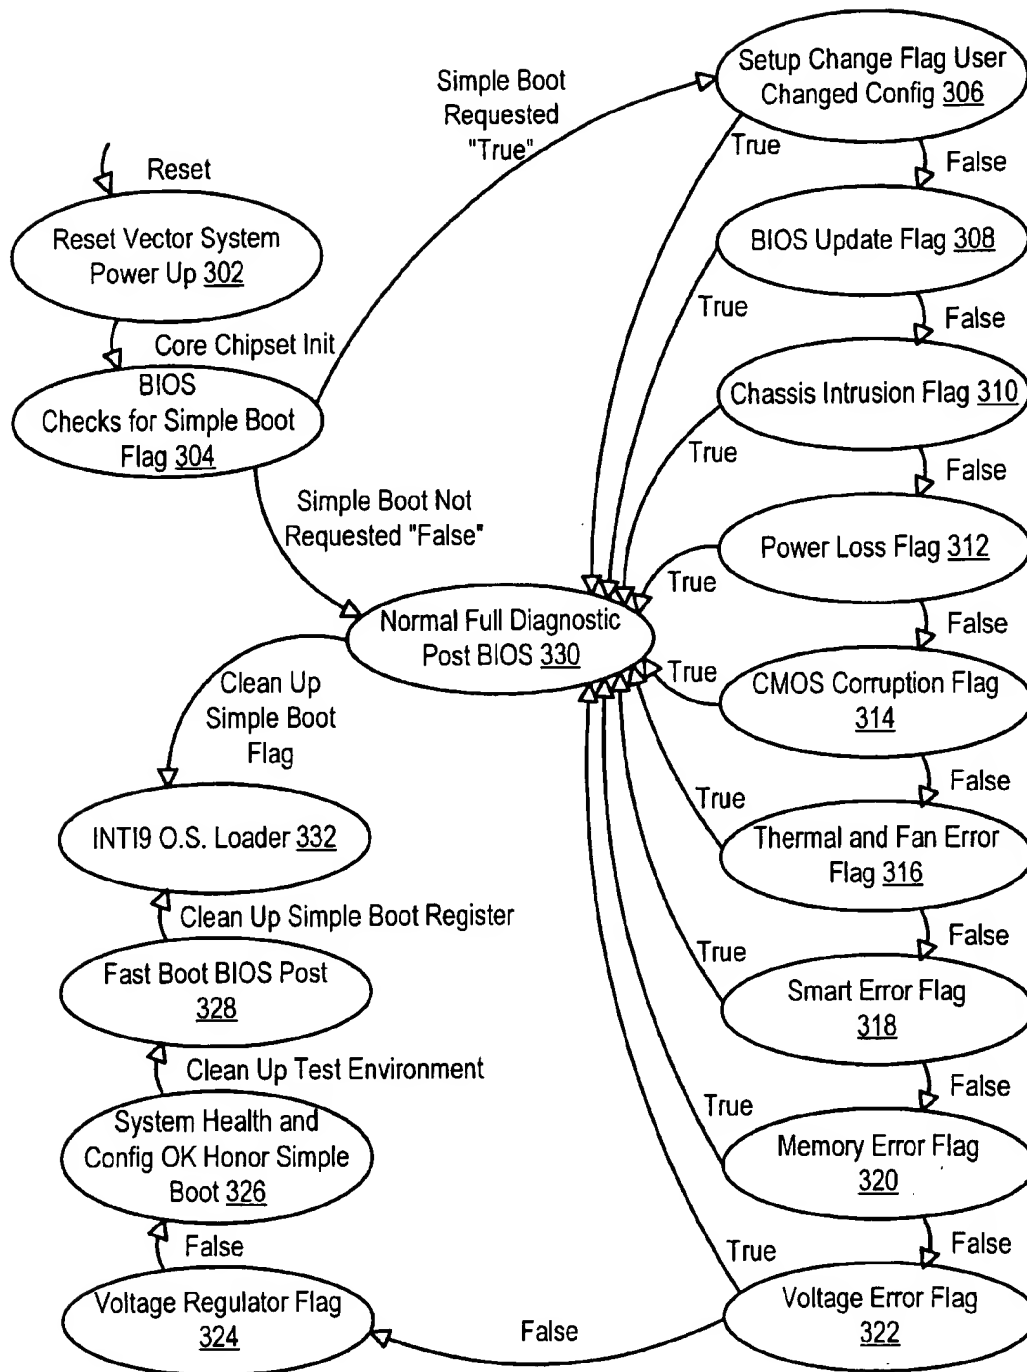 Setup Change Flag User
Changed Config 306
Simple Boot
Requested
"True"
True
False
Reset
Reset Vector System
Power Up 302
BIOS Update Flag 308
True
False
Core Chipset Init
BIOS
Checks for Simple Boot
Flag 304
Chassis Intrusion Flag 310
True
False
Simple Boot Not
Requested "False"
Power Loss Flag 312
True
False
Normal Full Diagnostic
Post BIOS 330
True
CMOS Corruption Flag
314
Clean Up
Simple Boot
Flag
False
True
INTI9 O.S. Loader 332
Thermal and Fan Error
Flag 316
Clean Up Simple Boot Register
False
True
Fast Boot BIOS Post
328
Smart Error Flag
318
Clean Up Test Environment
False
True
System Health and
Config OK Honor Simple
Boot 326
Memory Error Flag
320
False
True
False
Voltage Regulator Flag
324
False
Voltage Error Flag
322